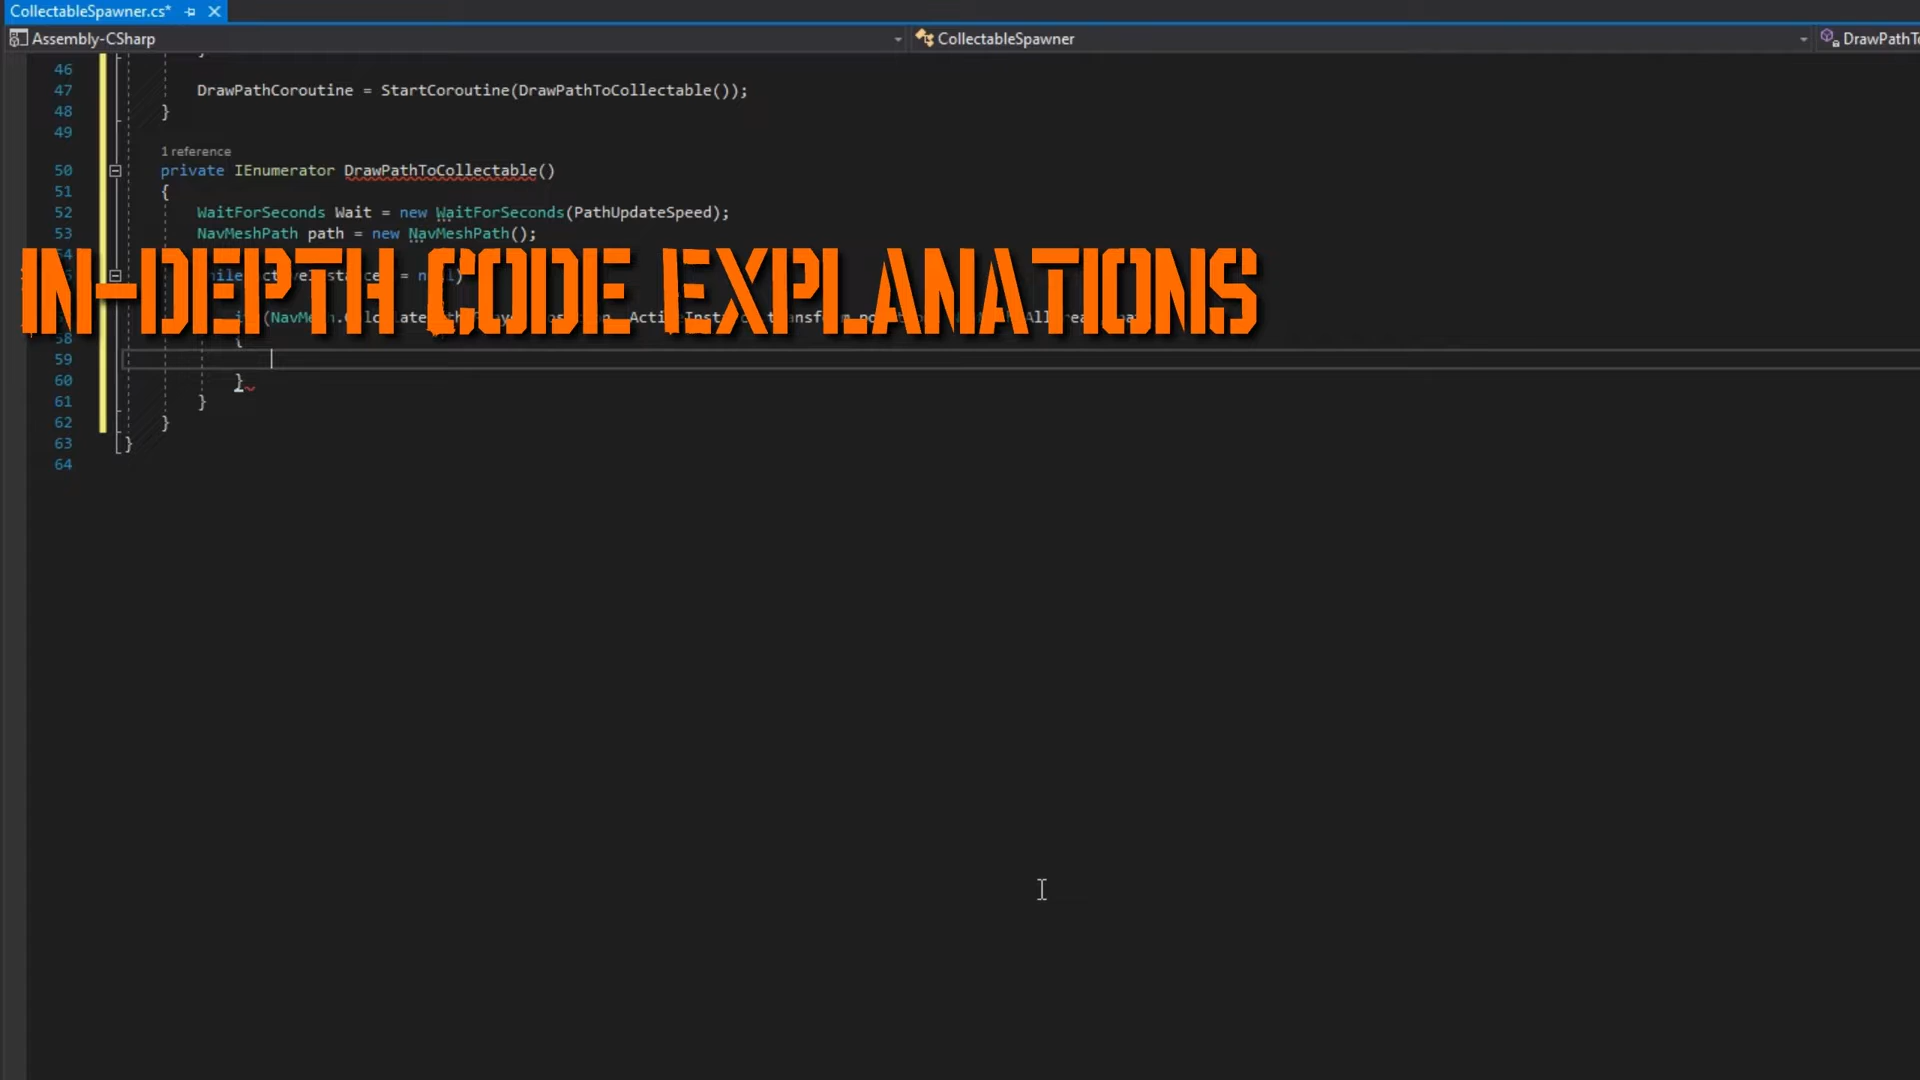 CollectableSpawner.cs*
Assembly-CSharp
CollectableSpawner
DrawPathTo
46
47 DrawPathCoroutine = StartCoroutine(DrawPathToCollectable());
48 }
49
1 reference
50 private IEnumerator DrawPathToCollectable()
51 {
52 WaitForSeconds Wait = new WaitForSeconds(PathUpdateSpeed);
53 NavMeshPath path = new NavMeshPath();
IN-DEPTH CODE EXPLANATIONS
58 {
59
60 }
61 }
62 }
63 }
64